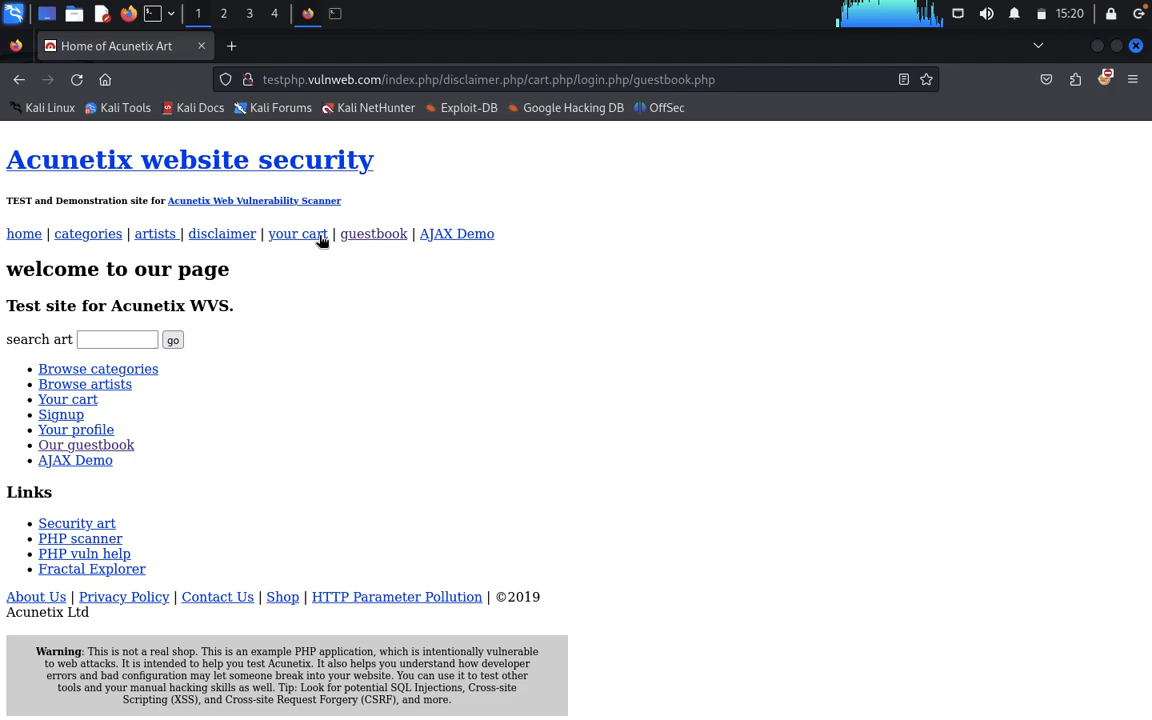 1 2 3 4 15:20
Home of Acunetix Art
testphp.vulnweb.com/index.php/disclaimer.php/cart.php/login.php/guestbook.php
Kali Linux Kali Tools Kali Docs Kali Forums Kali NetHunter Exploit-DB Google Hacking DB OffSec
Acunetix website security
TEST and Demonstration site for Acunetix Web Vulnerability Scanner
home | categories | artists | disclaimer | your cart | guestbook | AJAX Demo
welcome to our page
Test site for Acunetix WVS.
search art go
Browse categories
Browse artists
Your cart
Signup
Your profile
Our guestbook
AJAX Demo
Links
Security art
PHP scanner
PHP vuln help
Fractal Explorer
About Us | Privacy Policy | Contact Us | Shop | HTTP Parameter Pollution | ©2019
Acunetix Ltd
Warning: This is not a real shop. This is an example PHP application, which is intentionally vulnerable
to web attacks. It is intended to help you test Acunetix. It also helps you understand how developer
errors and bad configuration may let someone break into your website. You can use it to test other
tools and your manual hacking skills as well. Tip: Look for potential SQL Injections, Cross-site
Scripting (XSS), and Cross-site Request Forgery (CSRF), and more.